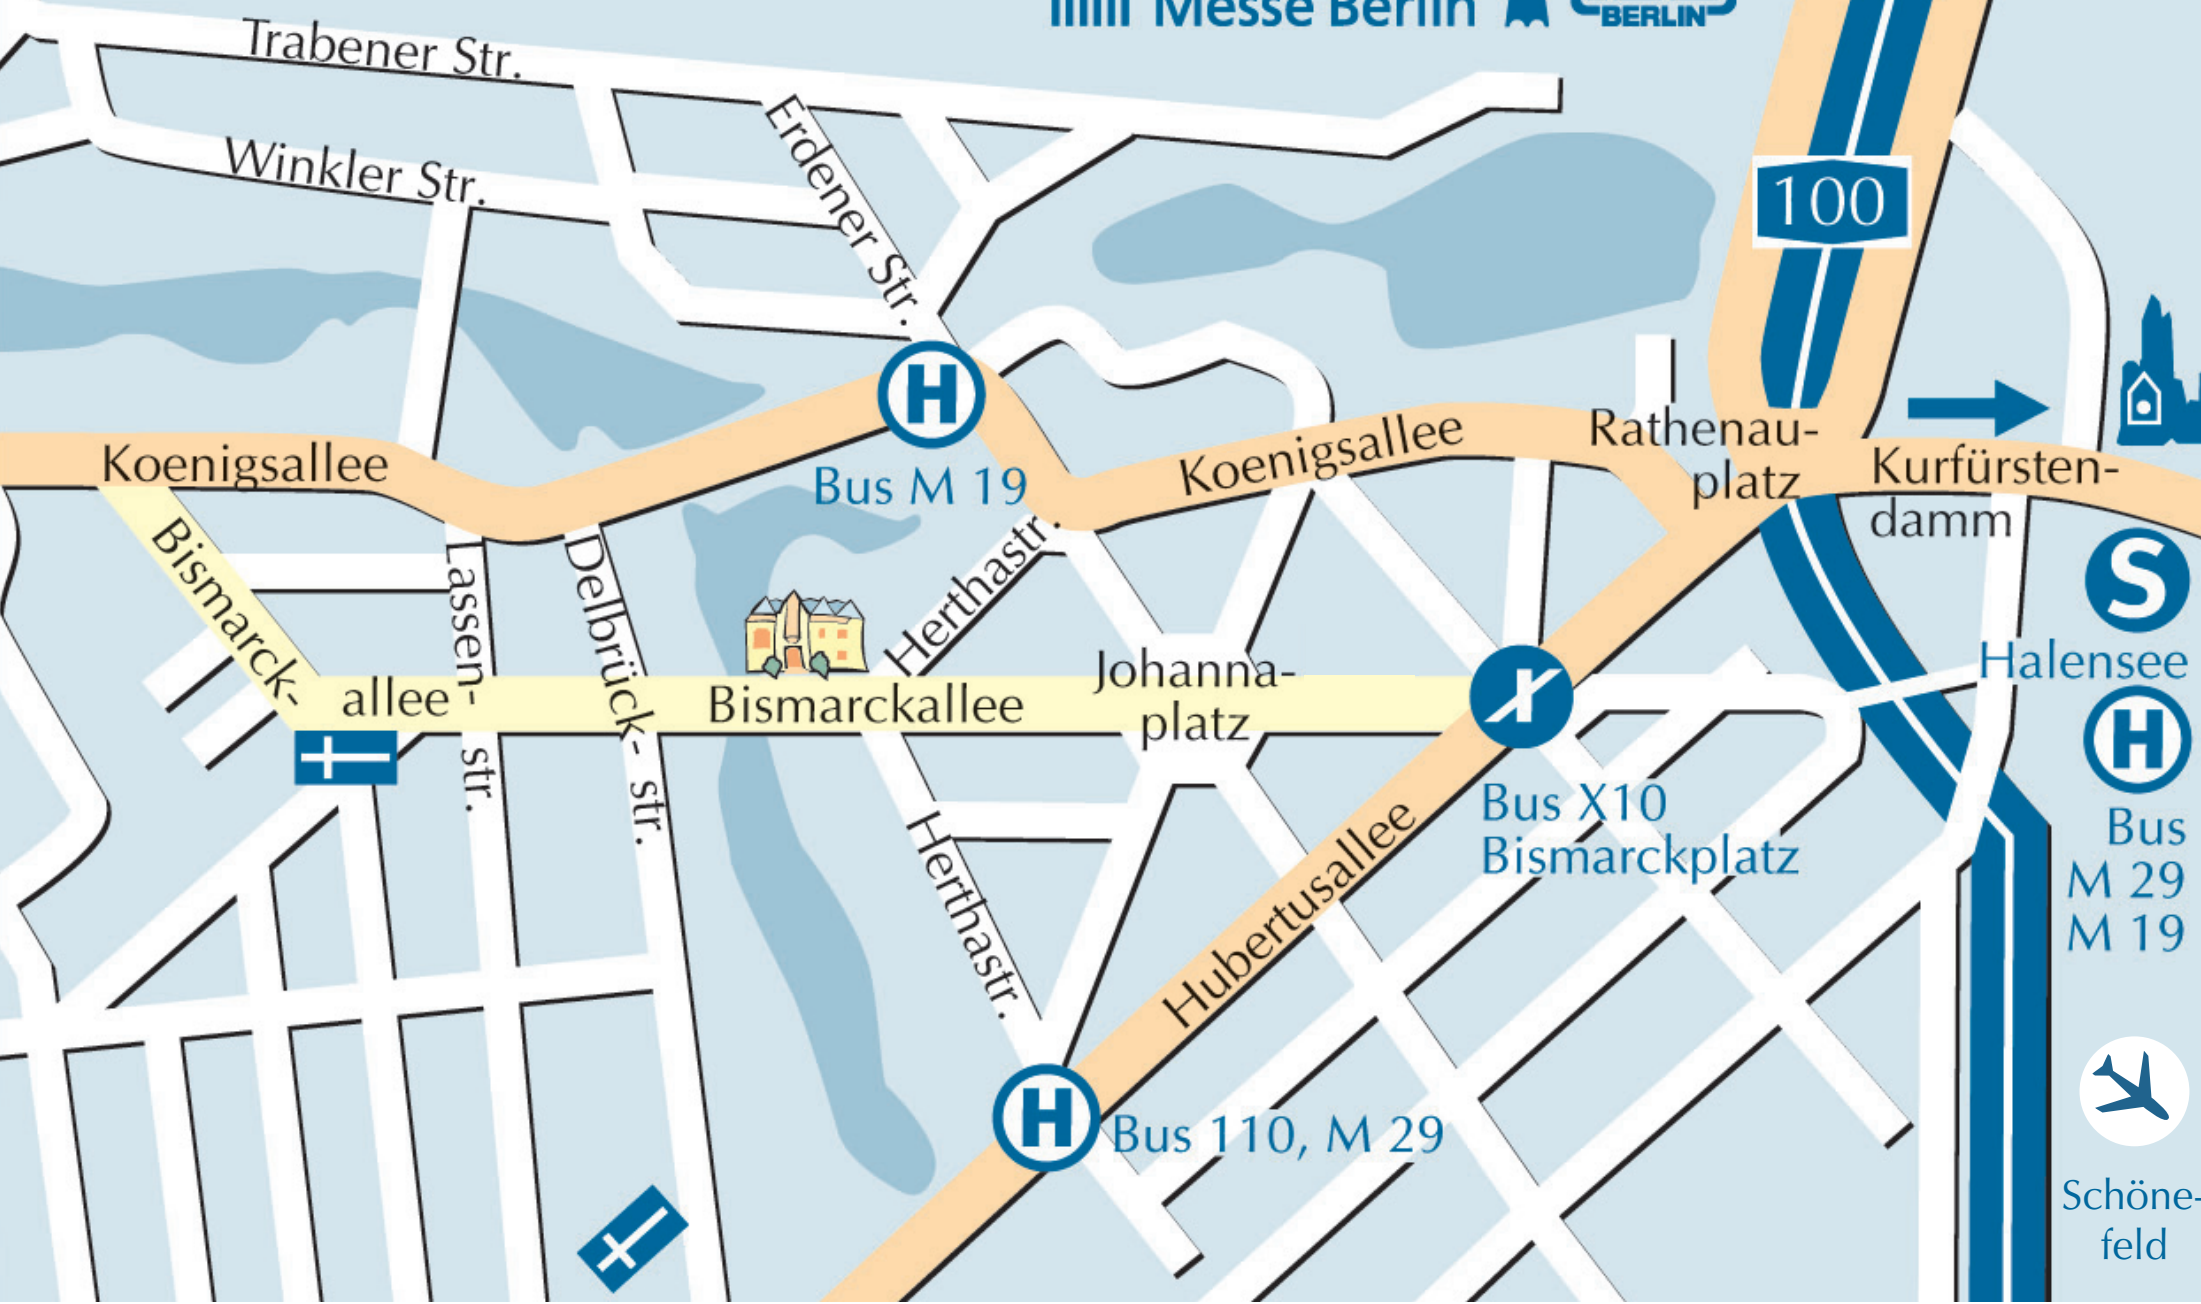 Messe Berlin
BERLIN
Trabener Str.
Winkler Str.
Erdener Str.
100
Koenigsallee
H
Bus M 19
Koenigsallee
Rathenau-
platz
Kurfürsten-
damm
S
Halensee
H
Bus
M 29
M 19
Bismarck-
allee
Lassen-
str.
Delbrück-
str.
Herthastr.
Bismarckallee
Johanna-
platz
X
Bus X10
Bismarckplatz
Herthastr.
Hubertusallee
H
Bus 110, M 29
Schöne-
feld